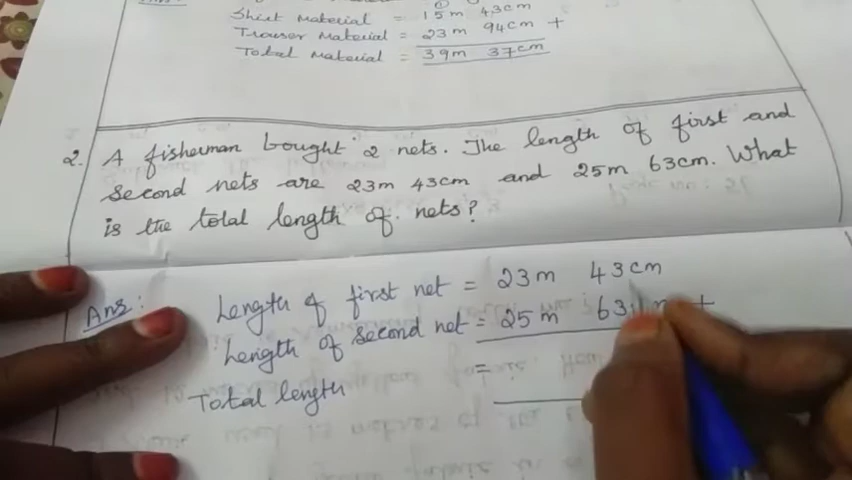 Shirt Material = 15m 43cm
Trouser Material = 23m 94cm +
Total Material = 39m 37cm
2. A fisherman bought 2 nets. The length of first and
second nets are 23m 43cm and 25m 63cm. What
is the total length of nets?
Ans: Length of first net = 23m 43cm
Length of second net = 25m 63cm +
Total length =